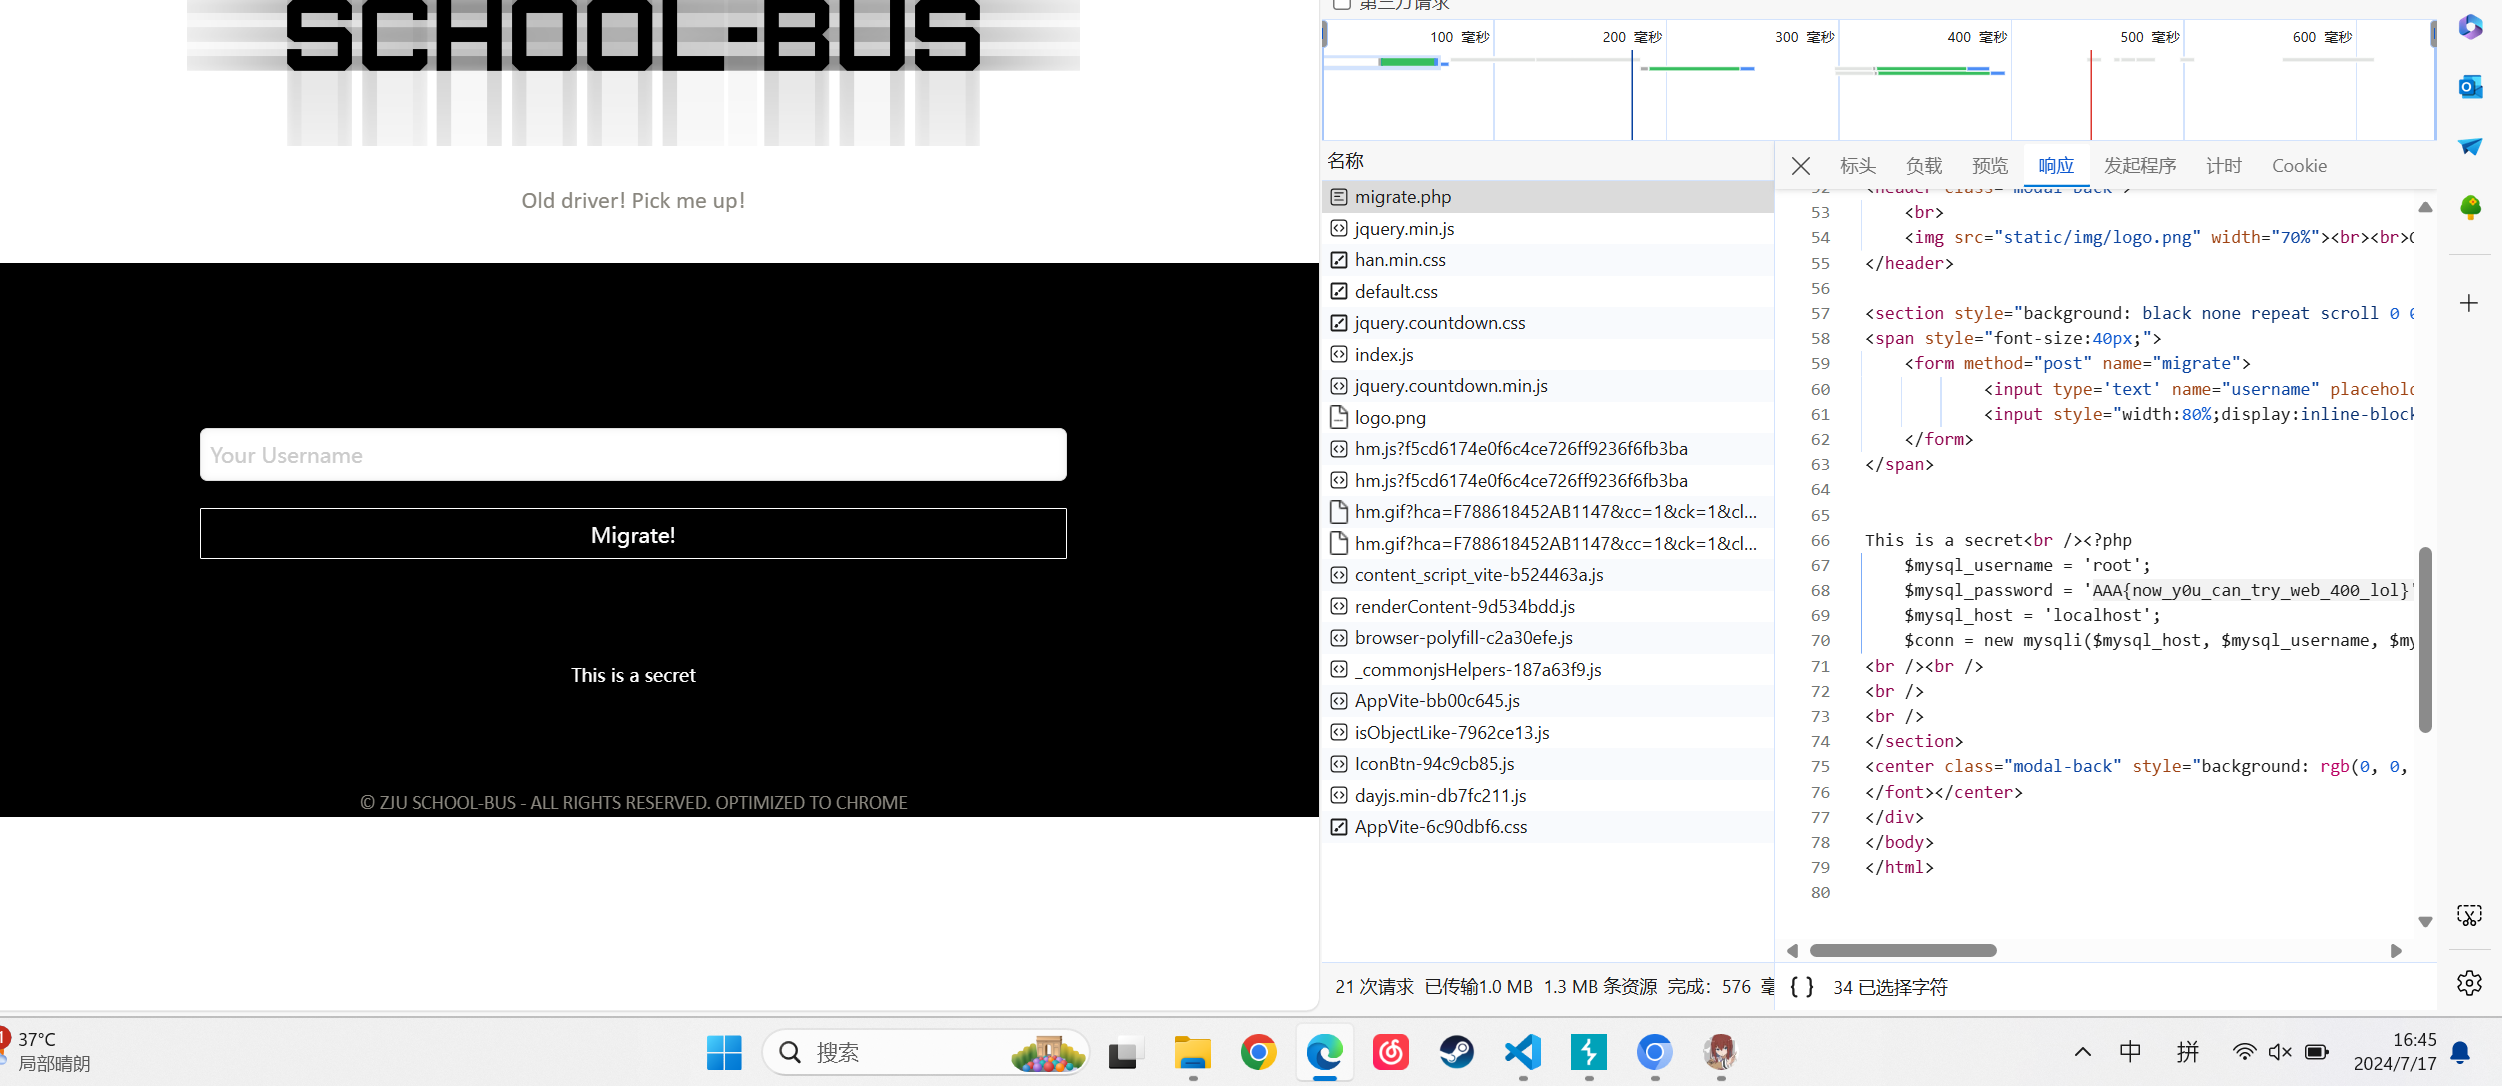 SCHOOL-BUS
Old driver! Pick me up!
Your Username
Migrate!
This is a secret
© ZJU SCHOOL-BUS - ALL RIGHTS RESERVED. OPTIMIZED TO CHROME
第三方请求
100 毫秒
200 毫秒
300 毫秒
400 毫秒
500 毫秒
600 毫秒
名称
migrate.php
jquery.min.js
han.min.css
default.css
jquery.countdown.css
index.js
jquery.countdown.min.js
logo.png
hm.js?f5cd6174e0f6c4ce726ff9236f6fb3ba
hm.js?f5cd6174e0f6c4ce726ff9236f6fb3ba
hm.gif?hca=F788618452AB1147&cc=1&ck=1&cl...
hm.gif?hca=F788618452AB1147&cc=1&ck=1&cl...
content_script_vite-b524463a.js
renderContent-9d534bdd.js
browser-polyfill-c2a30efe.js
_commonjsHelpers-187a63f9.js
AppVite-bb00c645.js
isObjectLike-7962ce13.js
IconBtn-94c9cb85.js
dayjs.min-db7fc211.js
AppVite-6c90dbf6.css
21 次请求 已传输1.0 MB 1.3 MB 条资源 完成：576 毫
标头 负载 预览 响应 发起程序 计时 Cookie
52 <header class="modal-back">
53 <br>
54 <img src="static/img/logo.png" width="70%"><br><br>
55 </header>
56
57 <section style="background: black none repeat scroll 0 0
58 <span style="font-size:40px;">
59 <form method="post" name="migrate">
60 <input type='text' name="username" placeho
61 <input style="width:80%;display:inline-block
62 </form>
63 </span>
64
65
66 This is a secret<br /><?php
67 $mysql_username = 'root';
68 $mysql_password = 'AAA{now_y0u_can_try_web_400_lol}'
69 $mysql_host = 'localhost';
70 $conn = new mysqli($mysql_host, $mysql_username, $my
71 <br /><br />
72 <br />
73 <br />
74 </section>
75 <center class="modal-back" style="background: rgb(0, 0,
76 </font></center>
77 </div>
78 </body>
79 </html>
80
{ } 34 已选择字符
37°C
局部晴朗
搜索
中 拼
16:45
2024/7/17